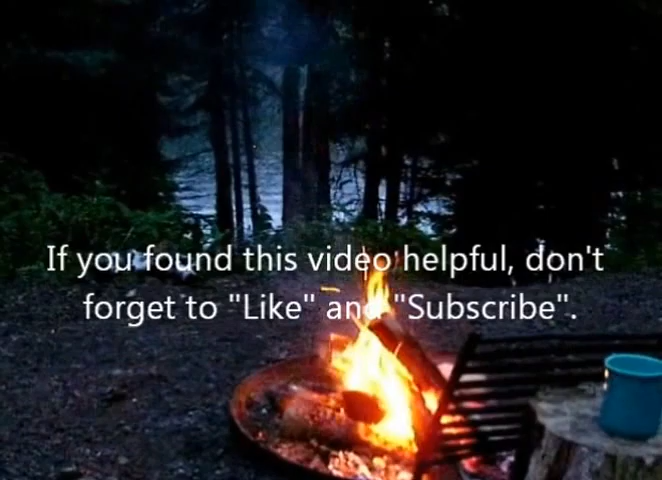 If you found this video helpful, don't
forget to "Like" and "Subscribe".